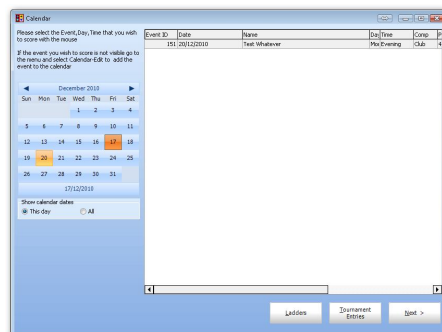 Calendar
Please select the Event,Day,Time that you wish to score with the mouse
If the event you wish to score is not visible go to the menu and select Calendar-Edit to add the event to the calendar
December 2010
Sun Mon Tue Wed Thu Fri Sat
1 2 3 4
5 6 7 8 9 10 11
12 13 14 15 16 17 18
19 20 21 22 23 24 25
26 27 28 29 30 31
17/12/2010
Show calendar dates
This day All
Event ID Date Name Day Time Comp
151 20/12/2010 Test Whatever Mon Evening Club 4
Ladders
Tournament Entries
Next >